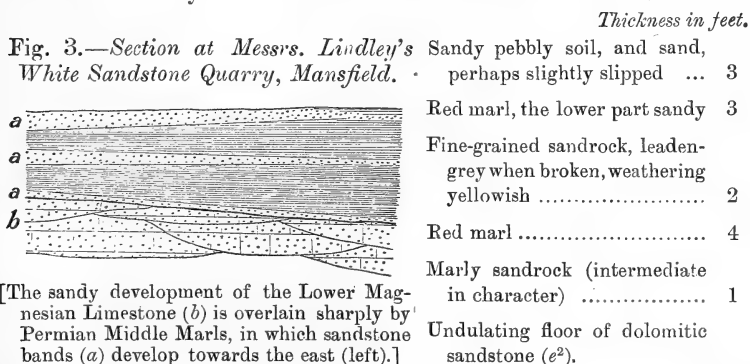 Thickness in feet.
Fig. 3.—Section at Messrs. Lindley's
White Sandstone Quarry, Mansfield.
a
a
a
b
[The sandy development of the Lower Mag-
nesian Limestone (b) is overlain sharply by
Permian Middle Marls, in which sandstone
bands (a) develop towards the east (left).]
Sandy pebbly soil, and sand,
perhaps slightly slipped ... 3
Red marl, the lower part sandy 3
Fine-grained sandrock, leaden-
grey when broken, weathering
yellowish ........................ 2
Red marl ........................... 4
Marly sandrock (intermediate
in character) .................. 1
Undulating floor of dolomitic
sandstone (e²).